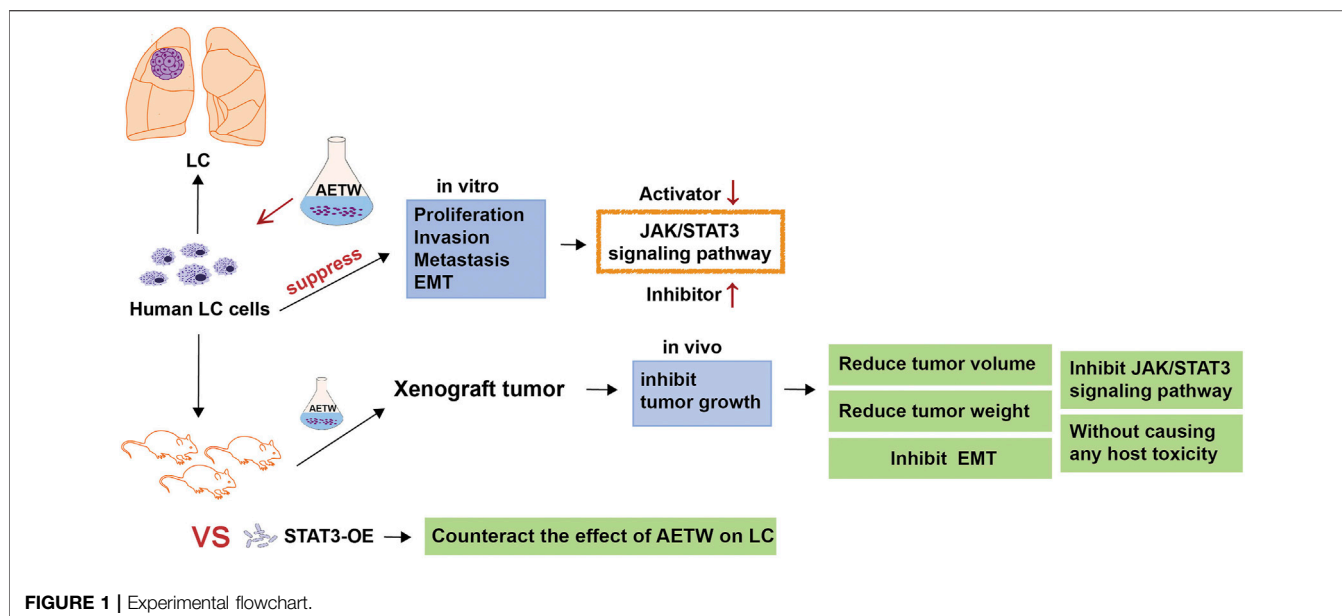 LC
AETW
suppress
Human LC cells
in vitro
Proliferation
Invasion
Metastasis
EMT
Activator ↓
JAK/STAT3
signaling pathway
Inhibitor ↑
AETW
Xenograft tumor
in vivo
inhibit
tumor growth
Reduce tumor volume
Reduce tumor weight
Inhibit EMT
Inhibit JAK/STAT3
signaling pathway
Without causing
any host toxicity
VS
STAT3-OE
Counteract the effect of AETW on LC
FIGURE 1 | Experimental flowchart.